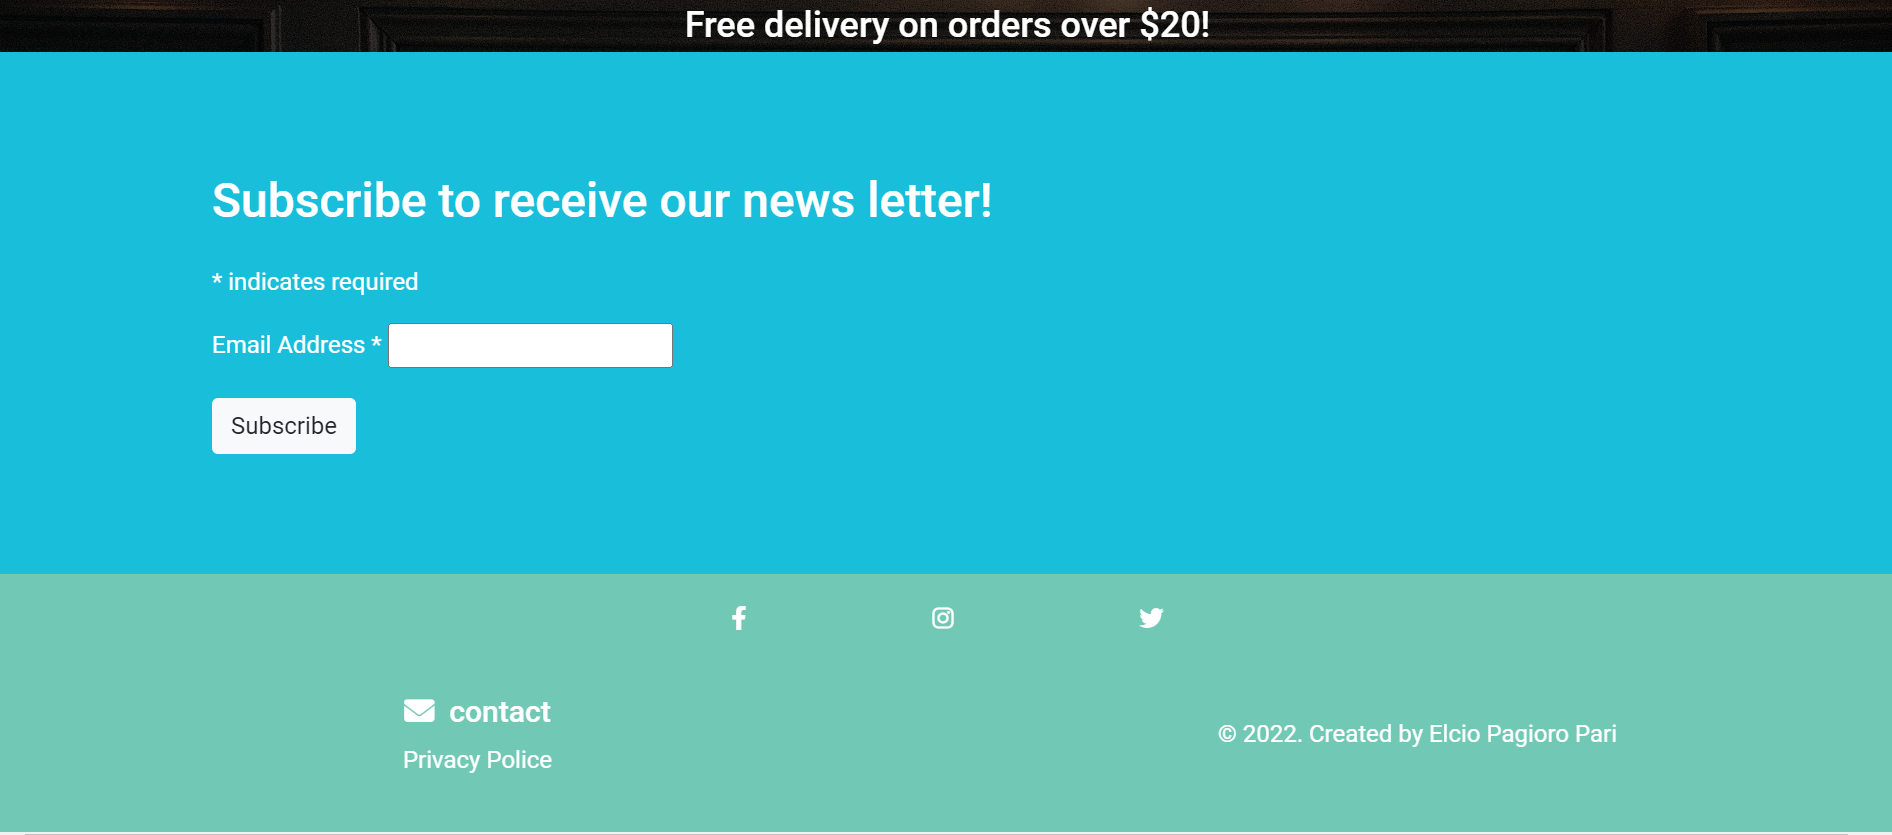 Free delivery on orders over $20!
Subscribe to receive our news letter!
* indicates required
Email Address *
Subscribe
contact
Privacy Police
© 2022. Created by Elcio Pagioro Pari